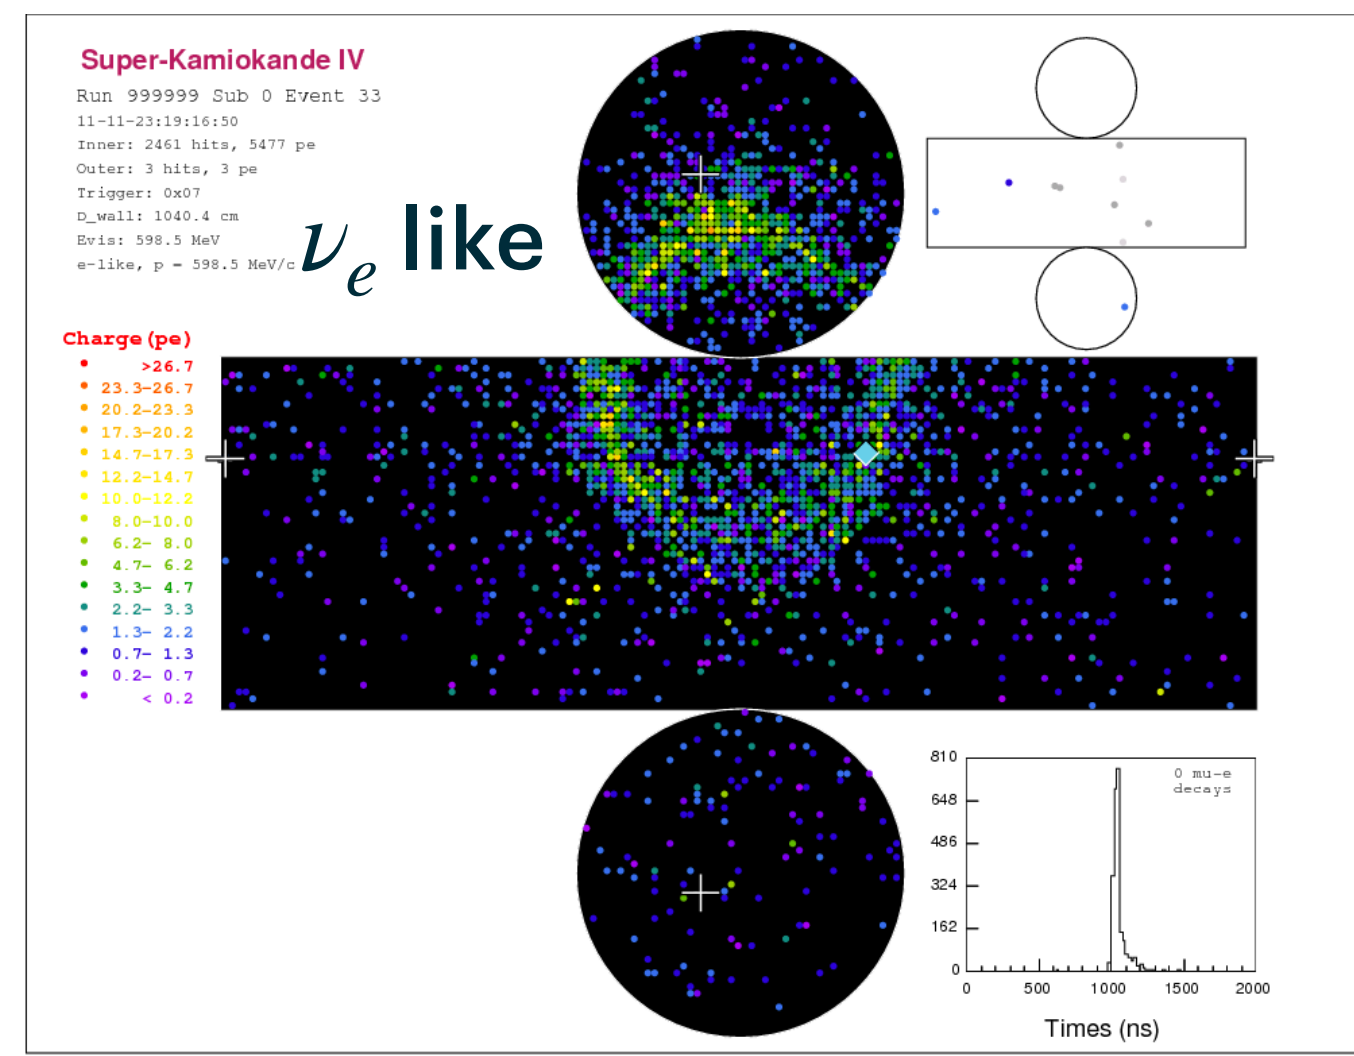 Super-Kamiokande IV
Run 999999 Sub 0 Event 33
11-11-23:19:16:50
Inner: 2461 hits, 5477 pe
Outer: 3 hits, 3 pe
Trigger: 0x07
D_wall: 1040.4 cm
Evis: 598.5 MeV
e-like, p = 598.5 MeV/c
νe like
Charge(pe)
>26.7
23.3-26.7
20.2-23.3
17.3-20.2
14.7-17.3
12.2-14.7
10.0-12.2
8.0-10.0
6.2- 8.0
4.7- 6.2
3.3- 4.7
2.2- 3.3
1.3- 2.2
0.7- 1.3
0.2- 0.7
< 0.2
0 mu-e
decays
810
648
486
324
162
0
0 500 1000 1500 2000
Times (ns)